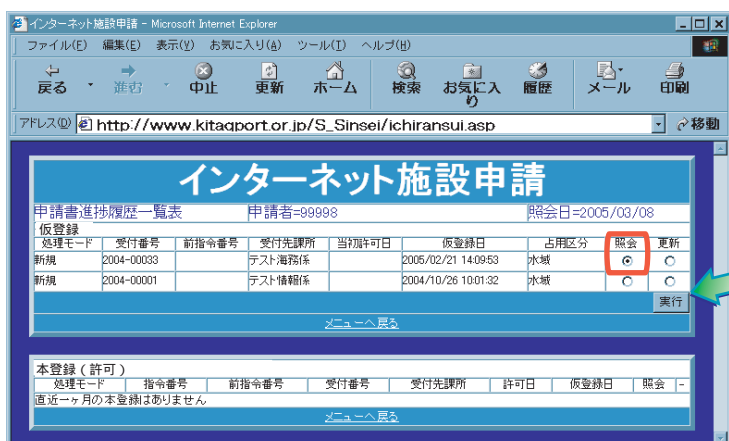 インターネット施設申請 - Microsoft Internet Explorer
ファイル(F) 編集(E) 表示(V) お気に入り(A) ツール(T) ヘルプ(H)
戻る 進む 中止 更新 ホーム 検索 お気に入り 履歴 メール 印刷
アドレス(D) http://www.kitaqport.or.jp/S_Sinsei/ichiransui.asp 移動
インターネット施設申請
申請書進捗履歴一覧表 申請者=99998 照会日=2005/03/08
仮登録
処理モード 受付番号 前指令番号 受付先課所 当初許可日 仮登録日 占用区分 照会 更新
新規 2004-00033 テスト海務係 2005/02/21 14:09:53 水域
新規 2004-00001 テスト情報係 2004/10/26 10:01:32 水域
実行
メニューへ戻る
本登録(許可)
処理モード 指令番号 前指令番号 受付番号 受付先課所 許可日 仮登録日 照会 -
直近一ヶ月の本登録はありません
メニューへ戻る